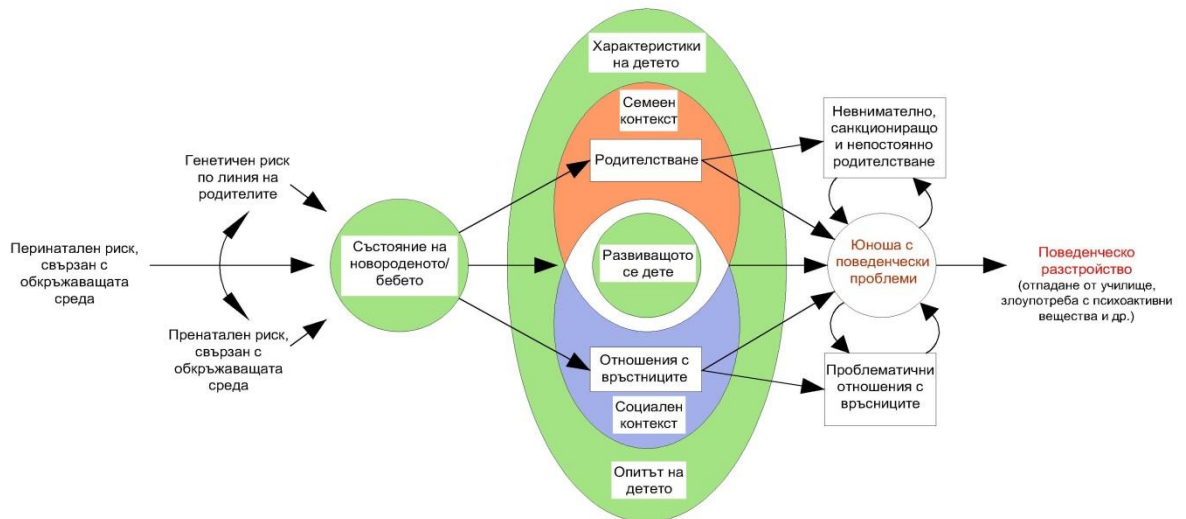 Генетичен риск
по линия на
родителите
Перинатален риск,
свързан с
обкръжаващата
среда
Пренатален риск,
свързан с
обкръжаващата
среда
Състояние на
новороденото/
бебето
Характеристики
на детето
Семеен
контекст
Родителстване
Развиващото
се дете
Отношения с
връстниците
Социален
контекст
Опитът на
детето
Невнимателно,
санкциониращо
и непостоянно
родителстване
Юноша с
поведенчески
проблеми
Проблематични
отношения с
връсниците
Поведенческо
разстройство
(отпадане от училище,
злоупотреба с психоактивни
вещества и др.)